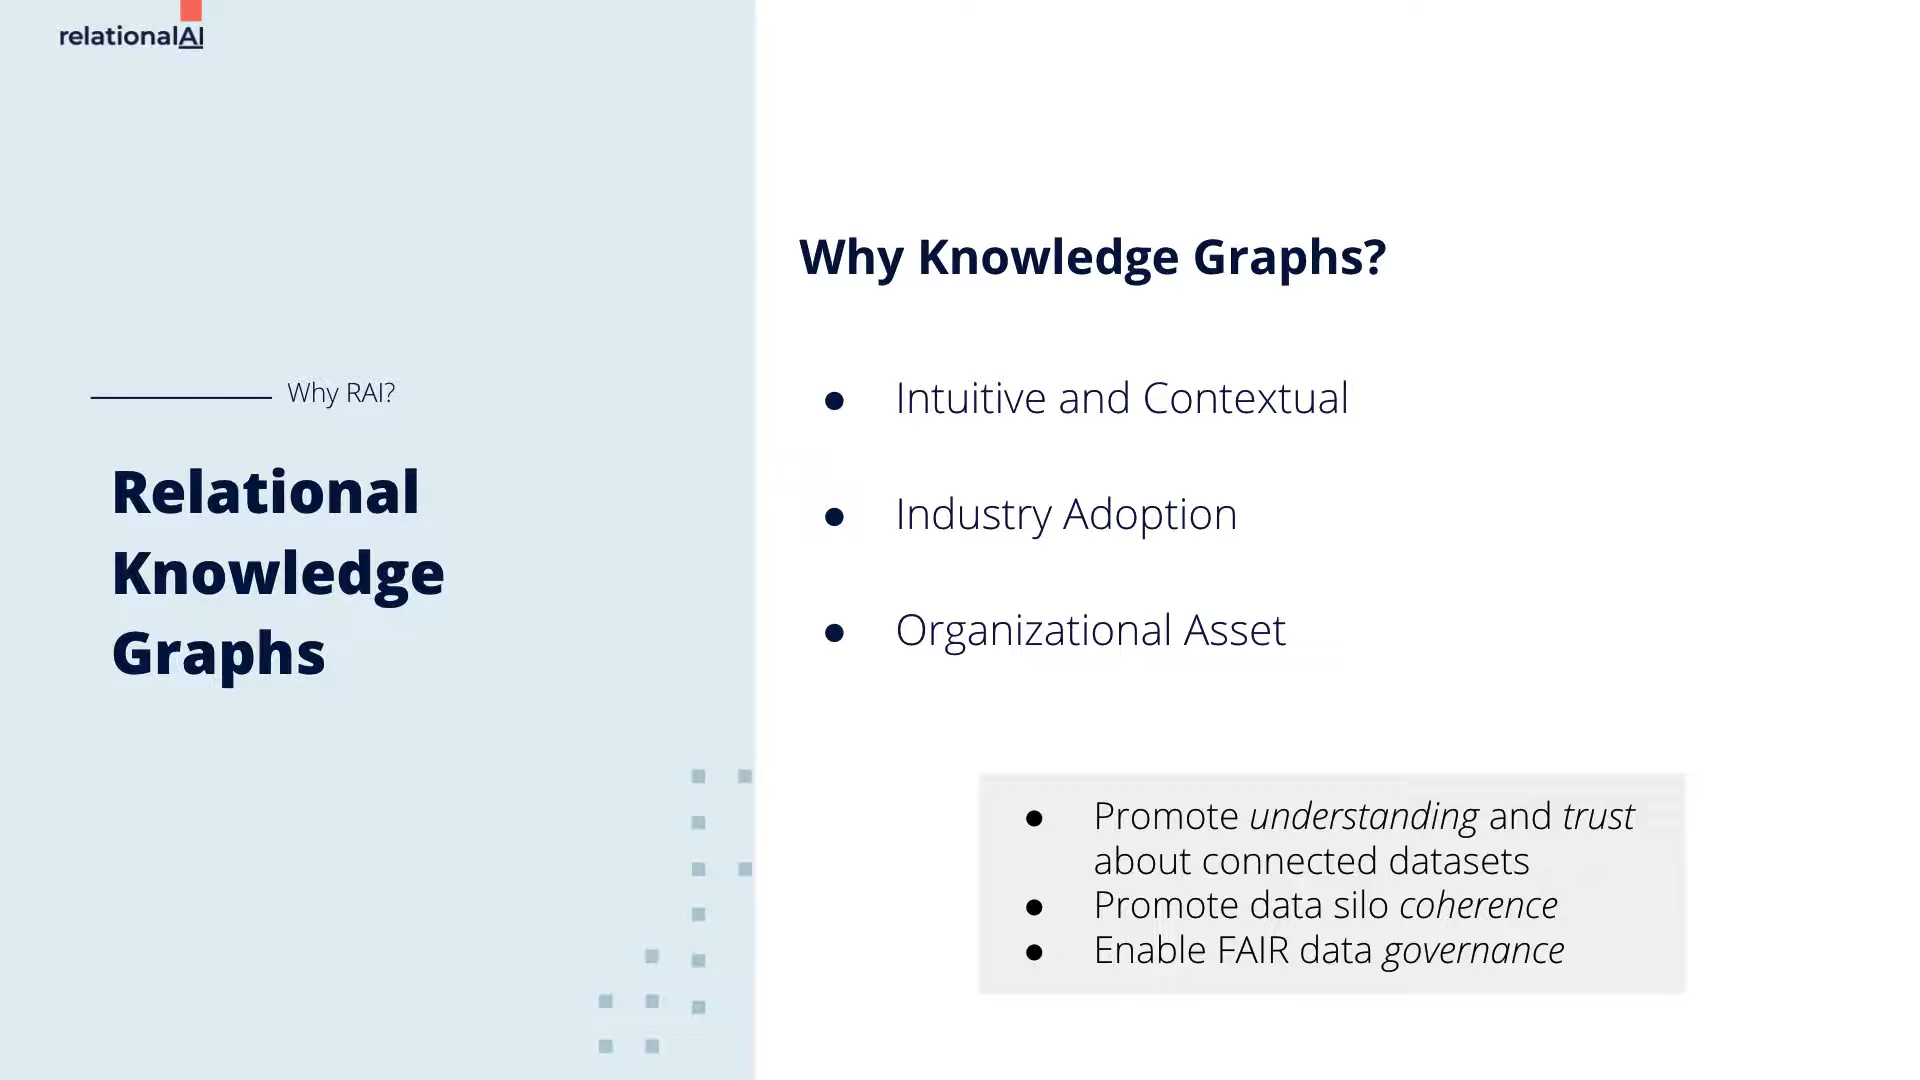 relationalAI
Why RAI?
Relational
Knowledge
Graphs
Why Knowledge Graphs?
● Intuitive and Contextual
● Industry Adoption
● Organizational Asset
● Promote understanding and trust
about connected datasets
● Promote data silo coherence
● Enable FAIR data governance